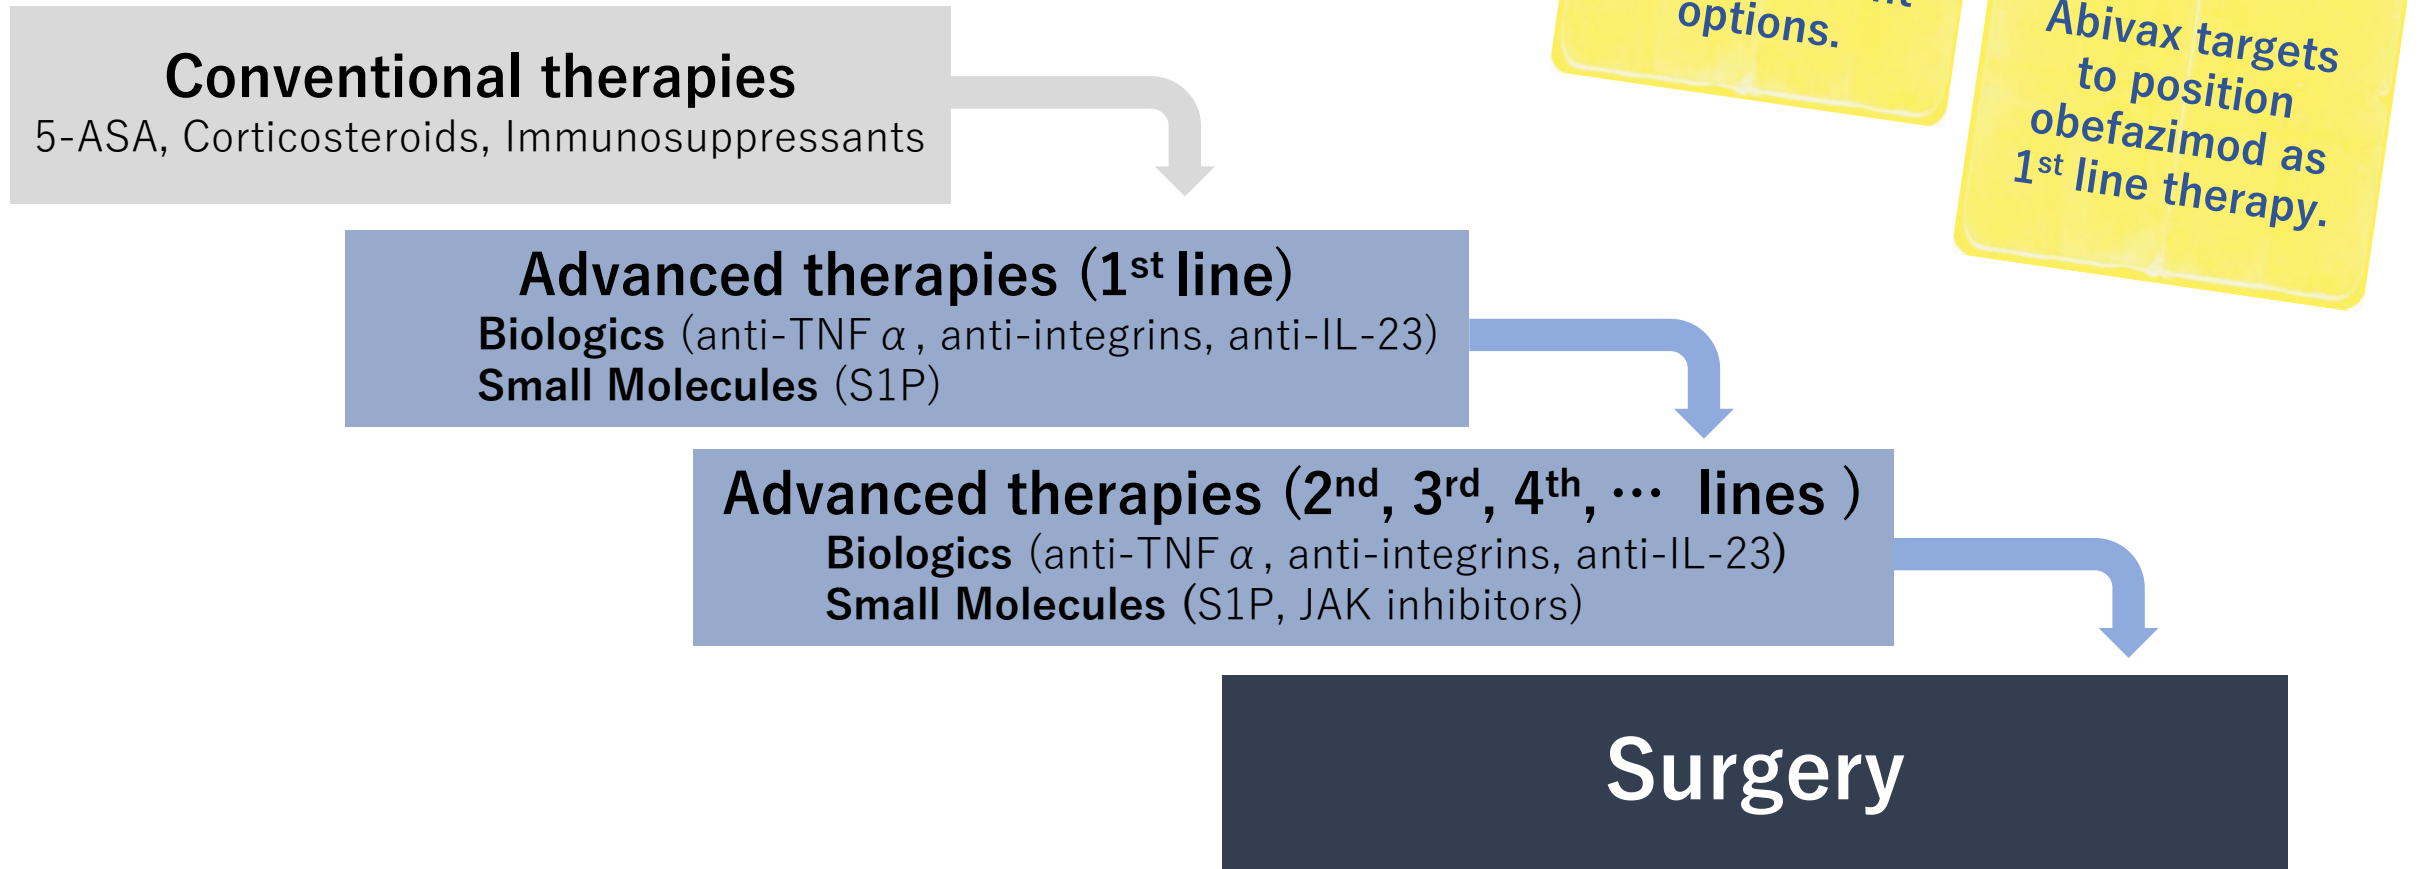 options.
Abivax targets
to position
obefazimod as
1st line therapy.
Conventional therapies
5-ASA, Corticosteroids, Immunosuppressants
Advanced therapies (1st line)
Biologics (anti-TNFα, anti-integrins, anti-IL-23)
Small Molecules (S1P)
Advanced therapies (2nd, 3rd, 4th, … lines )
Biologics (anti-TNFα, anti-integrins, anti-IL-23)
Small Molecules (S1P, JAK inhibitors)
Surgery